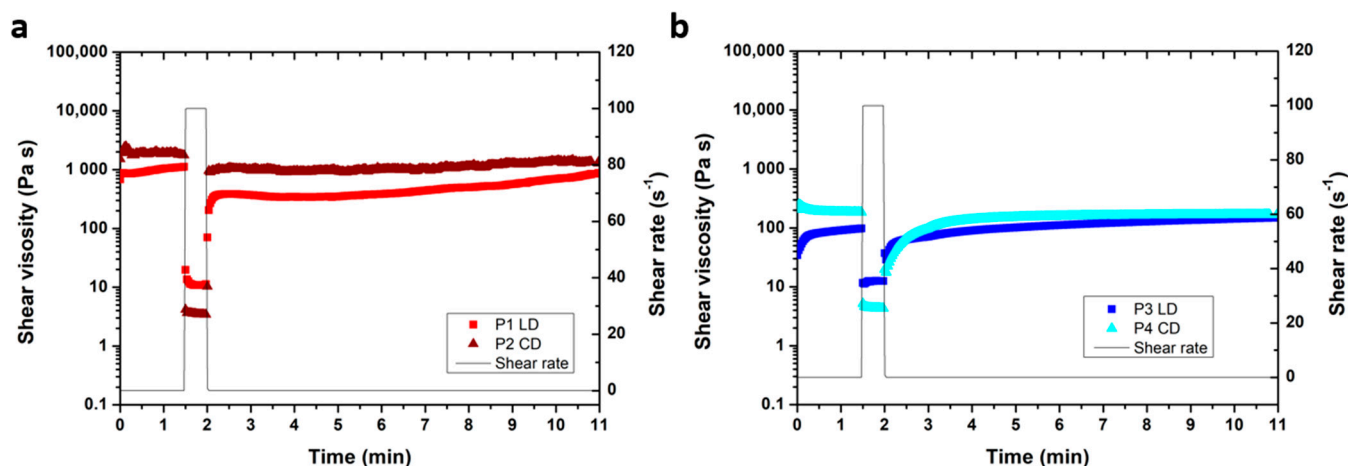 a
100,000
10,000
1 000
100
10
1
0.1
Shear visosity (Pa s)
0 1 2 3 4 5 6 7 8 9 10 11
Time (min)
120
100
80
60
40
20
0
Shear rate (s-1)
P1 LD
P2 CD
Shear rate
b
100,000
10,000
1 000
100
10
1
0.1
Shear viscosity (Pa s)
0 1 2 3 4 5 6 7 8 9 10 11
Time (min)
120
100
80
60
40
20
0
Shear rate (s-1)
P3 LD
P4 CD
Shear rate